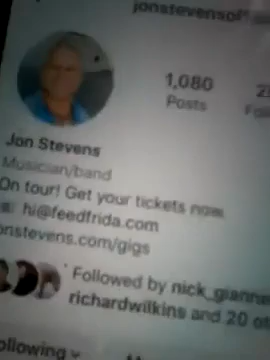 jonstevensof
1,080
Posts
Jon Stevens
Musician/band
On tour! Get your tickets now
hi@feedfrida.com
onstevens.com/gigs
Followed by nick_gianne
richardwilkins and 20 ot
ollowing